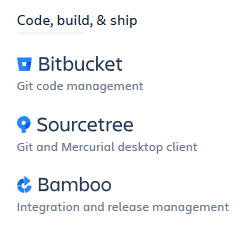 Code, build, & ship
Bitbucket
Git code management
Sourcetree
Git and Mercurial desktop client
Bamboo
Integration and release management